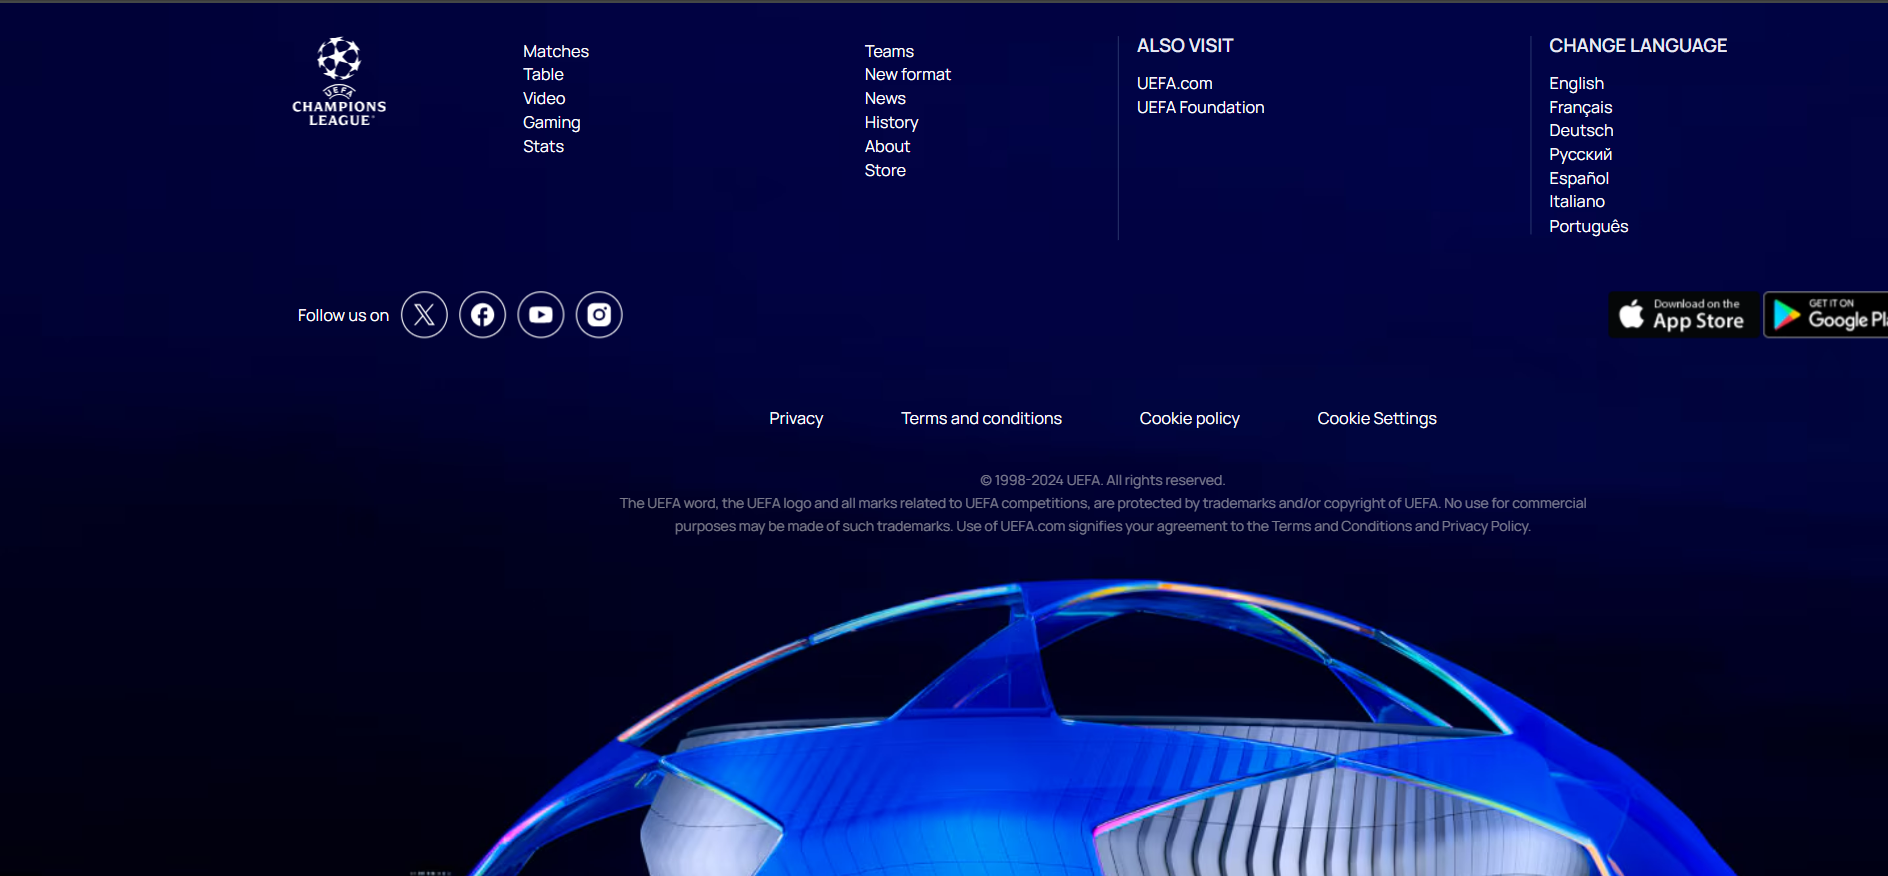 UEFA
CHAMPIONS
LEAGUE
Matches
Table
Video
Gaming
Stats
Teams
New format
News
History
About
Store
ALSO VISIT
UEFA.com
UEFA Foundation
CHANGE LANGUAGE
English
Français
Deutsch
Русский
Español
Italiano
Português
Follow us on
Download on the
App Store
GET IT ON
Google Pl
Privacy Terms and conditions Cookie policy Cookie Settings
© 1998-2024 UEFA. All rights reserved.
The UEFA word, the UEFA logo and all marks related to UEFA competitions, are protected by trademarks and/or copyright of UEFA. No use for commercial
purposes may be made of such trademarks. Use of UEFA.com signifies your agreement to the Terms and Conditions and Privacy Policy.